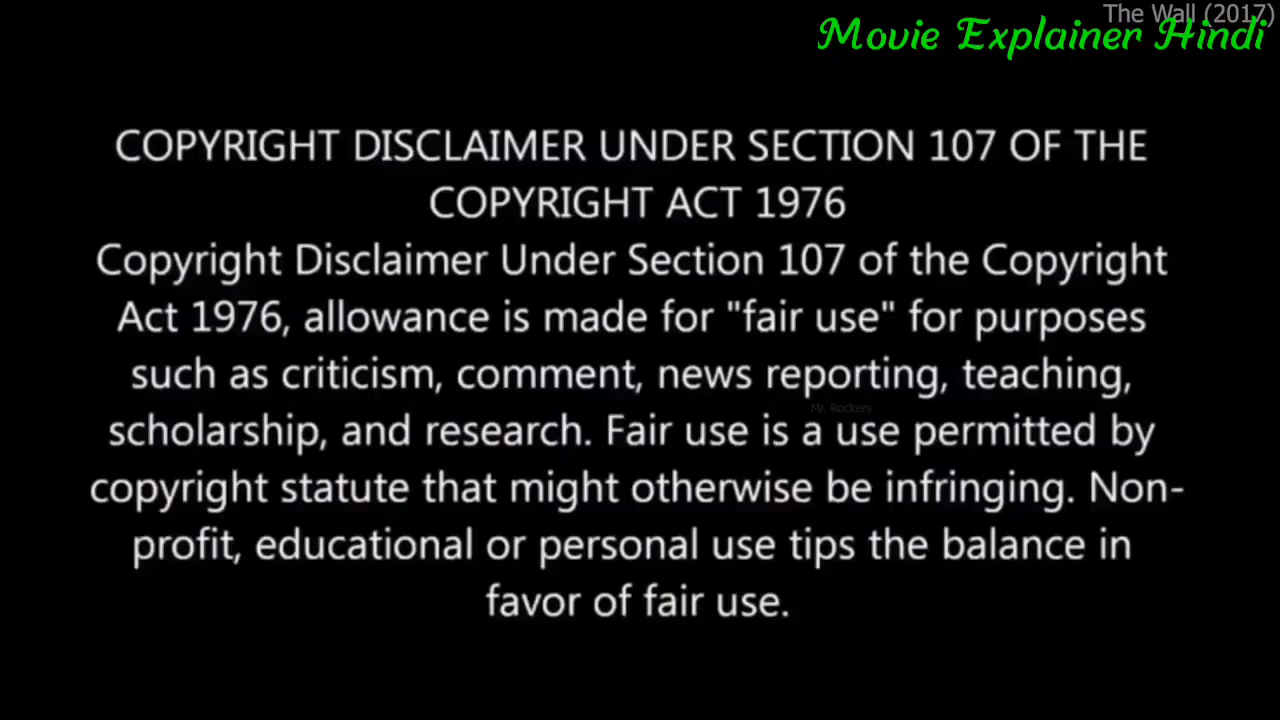 The Wall (2017)
Movie Explainer Hindi
COPYRIGHT DISCLAIMER UNDER SECTION 107 OF THE
COPYRIGHT ACT 1976
Copyright Disclaimer Under Section 107 of the Copyright
Act 1976, allowance is made for "fair use" for purposes
such as criticism, comment, news reporting, teaching,
Mr. Rockers
scholarship, and research. Fair use is a use permitted by
copyright statute that might otherwise be infringing. Non-
profit, educational or personal use tips the balance in
favor of fair use.